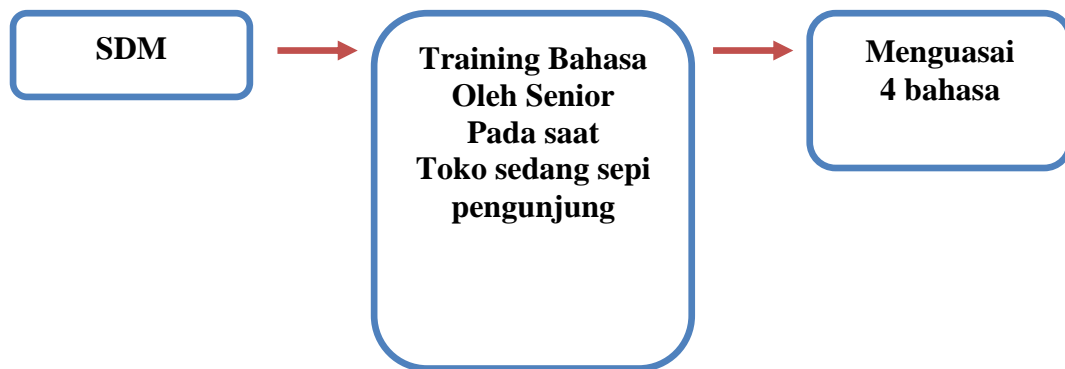 SDM
Training Bahasa
Oleh Senior
Pada saat
Toko sedang sepi
pengunjung
Menguasai
4 bahasa